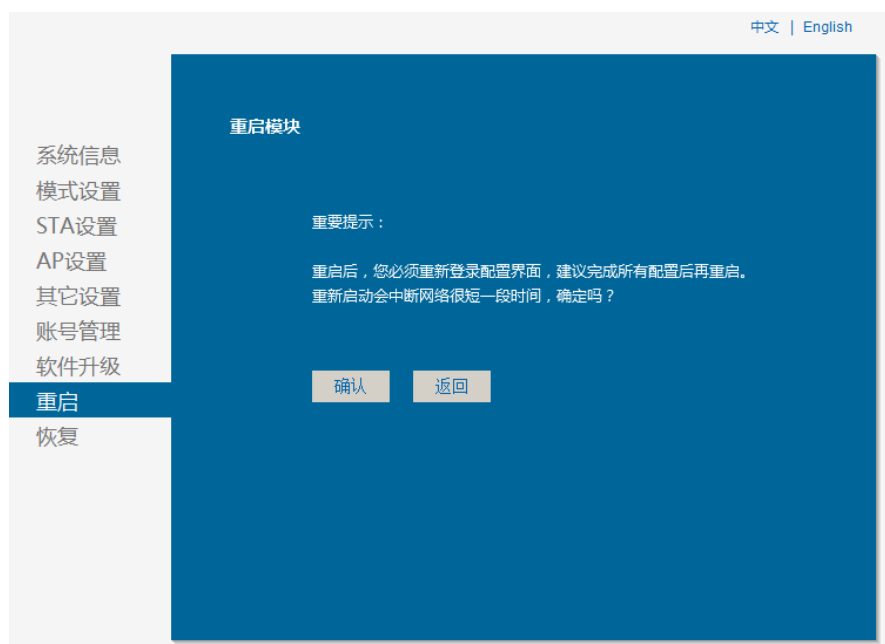 中文 | English
重启模块
系统信息
模式设置
STA设置
AP设置
其它设置
账号管理
软件升级
重启
恢复
重要提示：
重启后，您必须重新登录配置界面，建议完成所有配置后再重启。
重新启动会中断网络很短一段时间，确定吗？
确认 返回